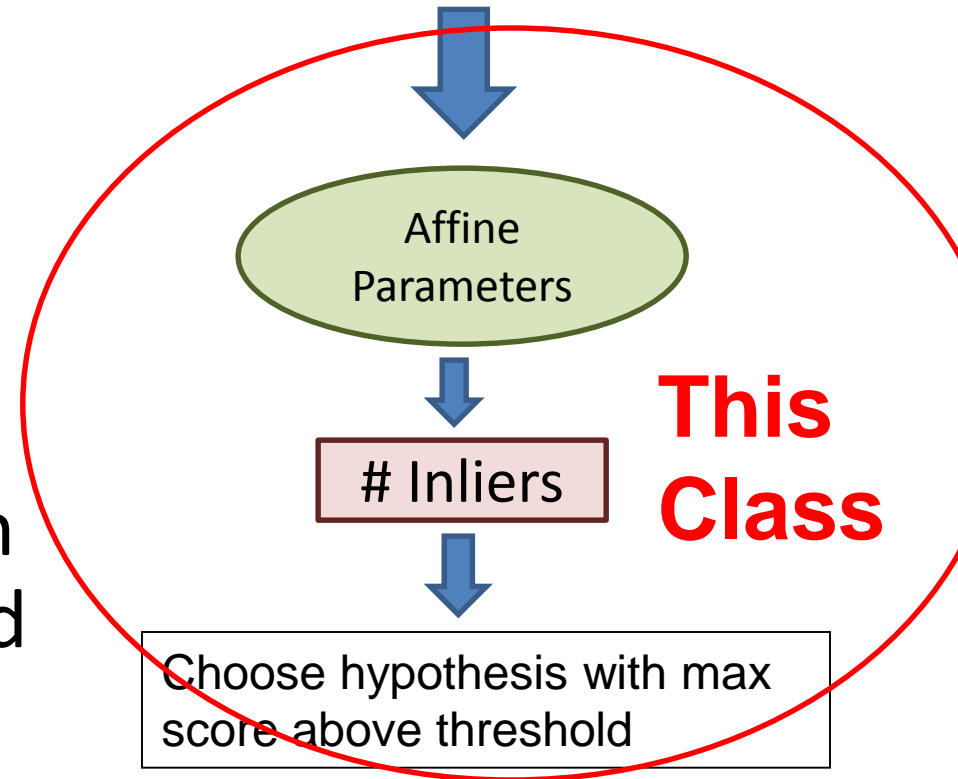 Affine
Parameters
This
Class
# Inliers
Choose hypothesis with max
score above threshold